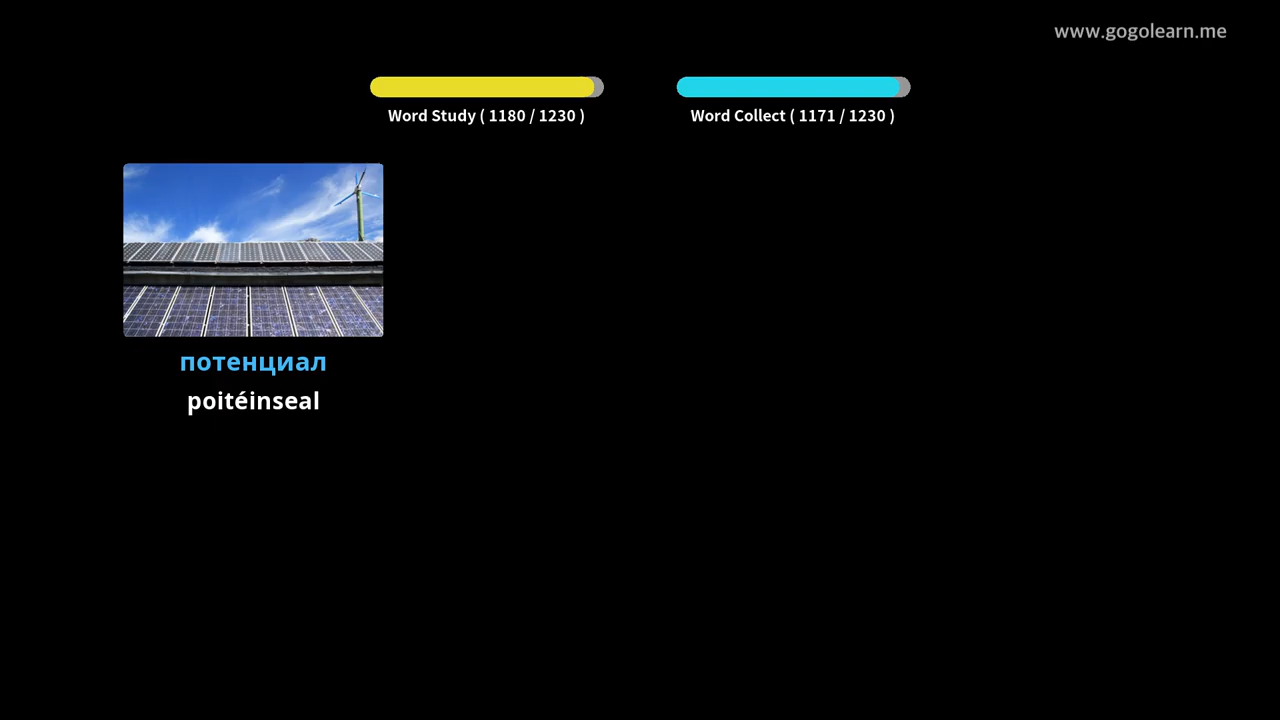 www.gogolearn.me
Word Study ( 1180 / 1230 )
Word Collect ( 1171 / 1230 )
потенциал
poitéinseal